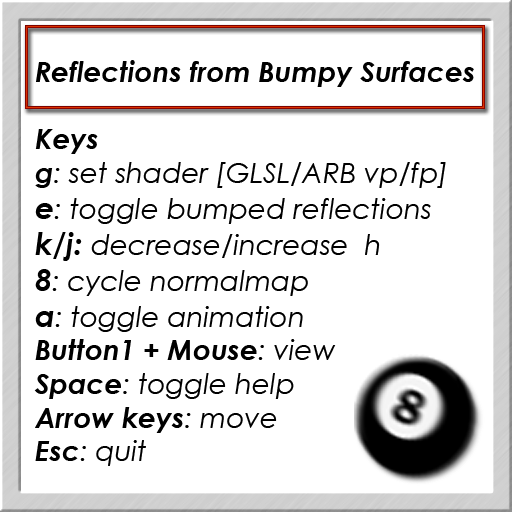 Reflections from Bumpy Surfaces
Keys
g: set shader [GLSL/ARB vp/fp]
e: toggle bumped reflections
k/j: decrease/increase h
8: cycle normalmap
a: toggle animation
Button1 + Mouse: view
Space: toggle help
Arrow keys: move
Esc: quit
8